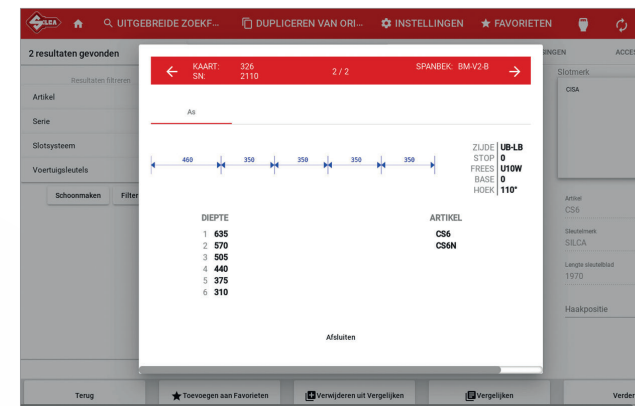 SILCA
UITGEBREIDE ZOEKF...
DUPLICEREN VAN ORI...
INSTELLINGEN
FAVORIETEN
2 resultaten gevonden
Resultaten filtreren
Artikel
Serie
Slotsysteem
Voertuigsleutels
Schoonmaken
Filter
KAART: 326
SN: 2110
2 / 2
SPANBEK: BM-V2-B
As
460 350 350 350 350
ZIJDE UB-LB
STOP 0
FREES U10W
BASE 0
HOEK 110°
DIEPTE
1 635
2 570
3 505
4 440
5 375
6 310
ARTIKEL
CS6
CS6N
Afsluiten
INGEN
ACCES
Slotmerk
CISA
Artikel
CS6
Sleutelmerk
SILCA
Lengte sleutelblad
1970
Haakpositie
Terug
Toevoegen aan Favorieten
Verwijderen uit Vergelijken
Vergelijken
Verder